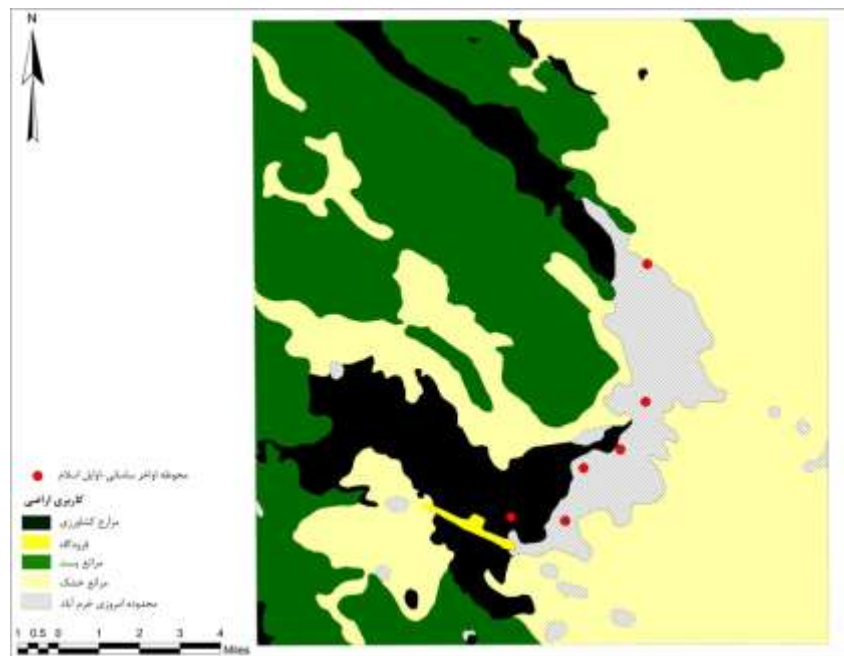 N
محوطه اواخر ساسانی-اوایل اسلام
کاربری اراضی
مزارع کشاورزی
فرودگاه
مراتع پست
مراتع خشک
محدوده امروزی خرم آباد
1 0.5 0 1 2 3 4
Miles